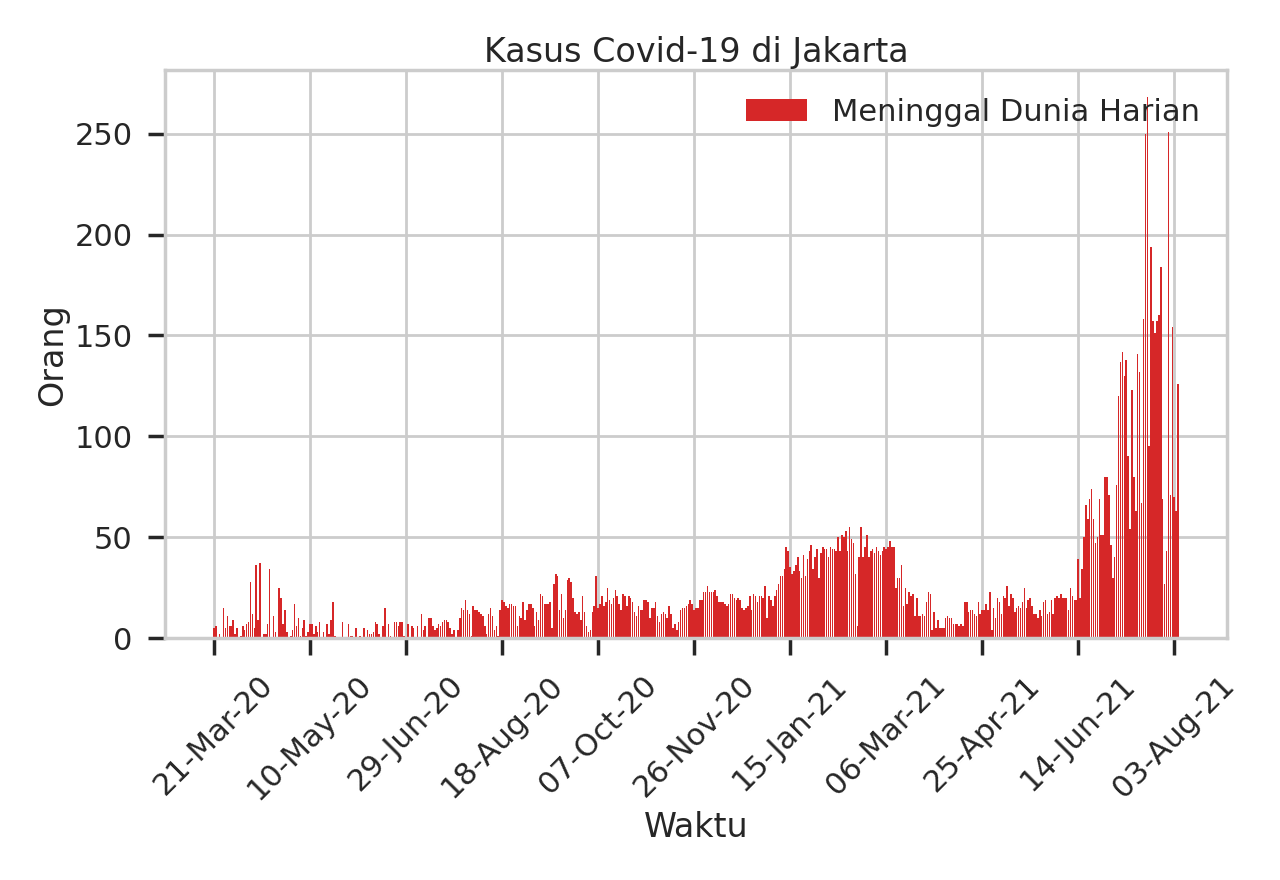 Kasus Covid-19 di Jakarta
Meninggal Dunia Harian
250
200
150
100
50
0
Orang
21-Mar-20
10-May-20
29-Jun-20
18-Aug-20
07-Oct-20
26-Nov-20
15-Jan-21
06-Mar-21
25-Apr-21
14-Jun-21
03-Aug-21
Waktu